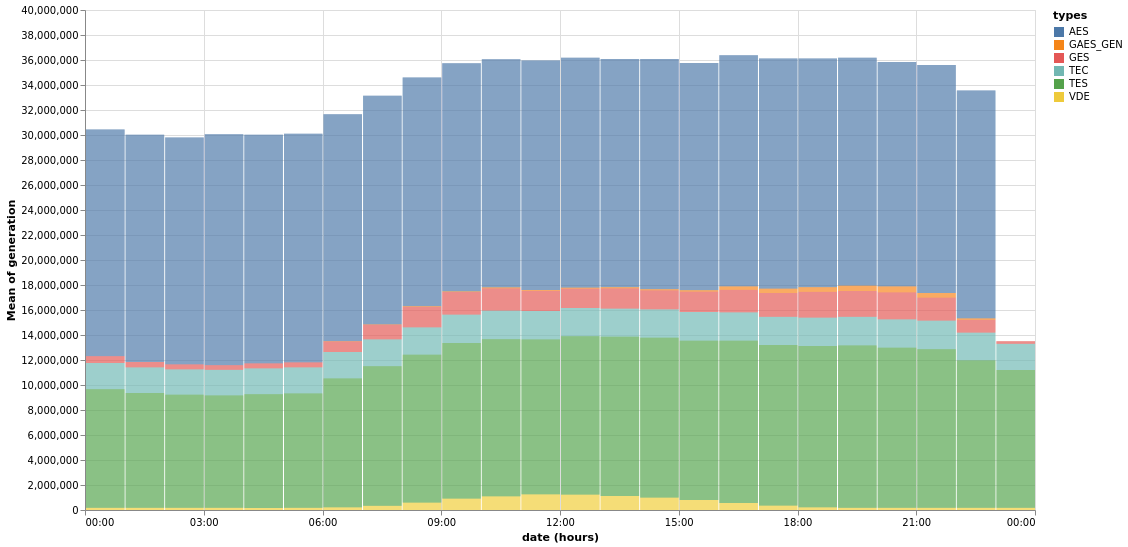 40,000,000
38,000,000
36,000,000
34,000,000
32,000,000
30,000,000
28,000,000
26,000,000
24,000,000
22,000,000
20,000,000
18,000,000
16,000,000
14,000,000
12,000,000
10,000,000
8,000,000
6,000,000
4,000,000
2,000,000
0
Mean of generation
00:00 03:00 06:00 09:00 12:00 15:00 18:00 21:00 00:00
date (hours)
types
AES
GAES_GEN
GES
TEC
TES
VDE